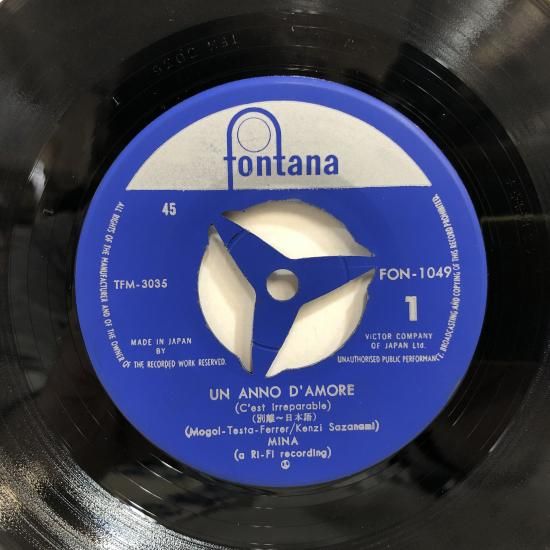 fontana
45
TFM-3035
FON-1049
1
MADE IN JAPAN
BY
VICTOR COMPANY
OF JAPAN Ltd.
ALL RIGHTS OF THE MANUFACTURER AND OF THE OWNER OF THE RECORDED WORK RESERVED.
UNAUTHORISED PUBLIC PERFORMANCE, BROADCASTING AND COPYING OF THIS RECORD PROHIBITED.
UN ANNO D'AMORE
(C'est Irreparable)
(別離〜日本語)
(Mogol-Testa-Ferrer/Kenzi Sazanami)
MINA
(a RI-FI recording)